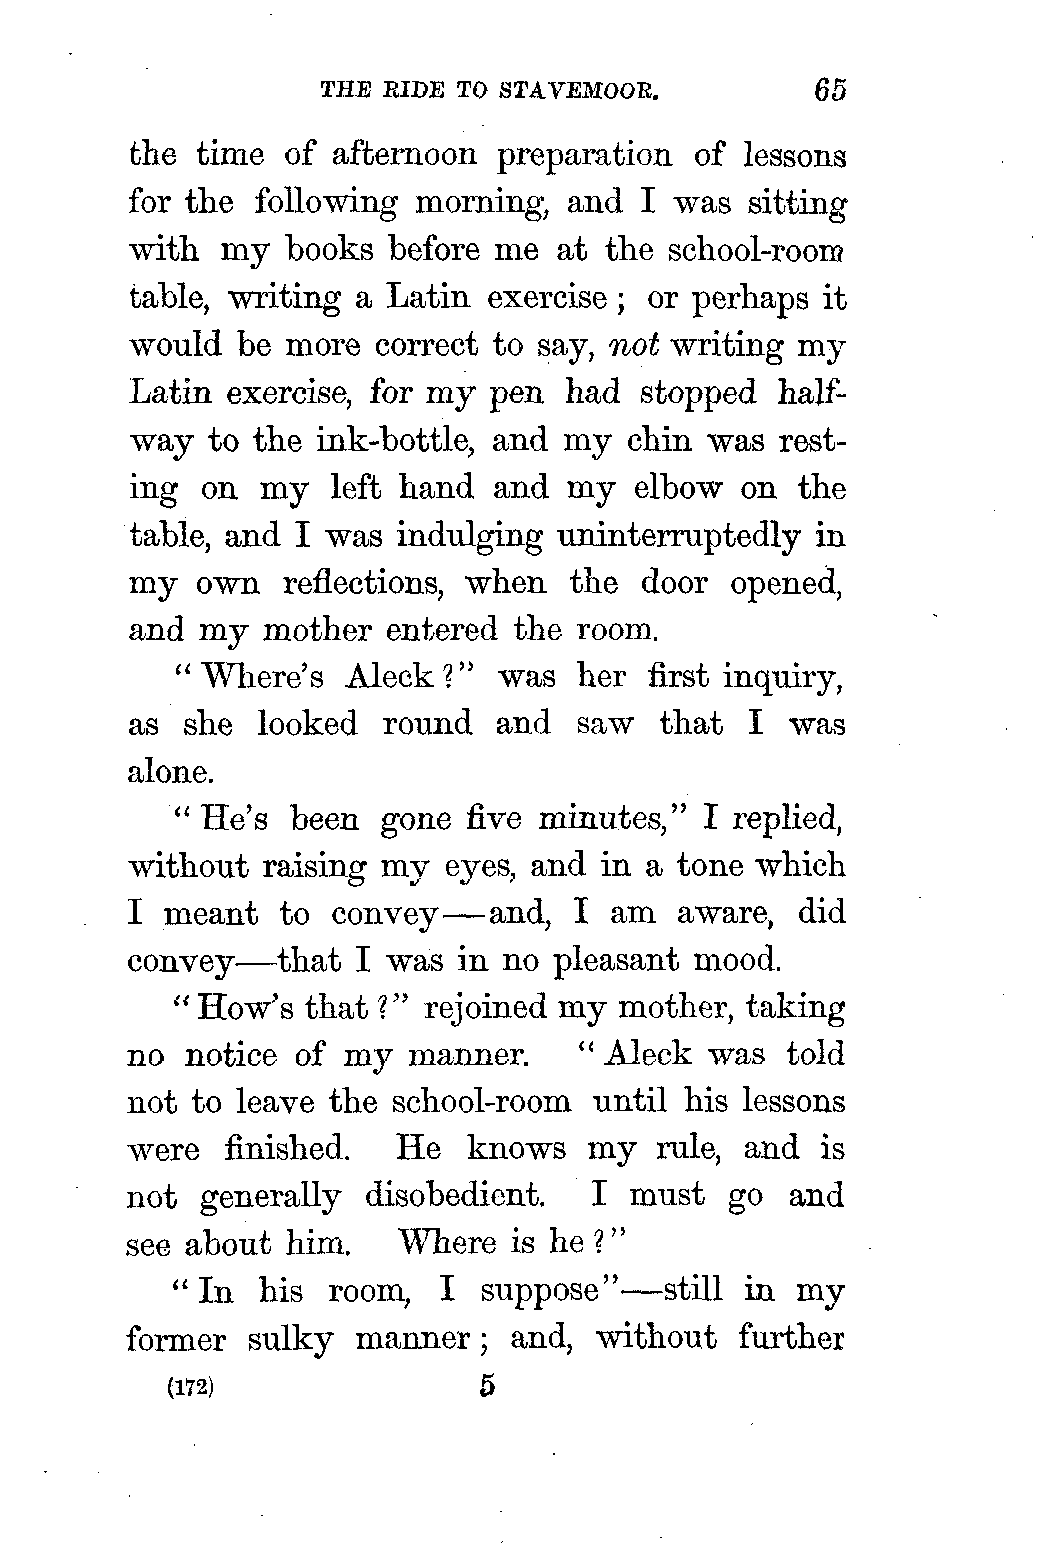 THE RIDE TO STAVEMOOR. 65
the time of afternoon preparation of lessons
for the following morning, and I was sitting
with my books before me at the school-room
table, writing a Latin exercise; or perhaps it
would be more correct to say, not writing my
Latin exercise, for my pen had stopped half-
way to the ink-bottle, and my chin was rest-
ing on my left hand and my elbow on the
table, and I was indulging uninterruptedly in
my own reflections, when the door opened,
and my mother entered the room.
"Where's Aleck?" was her first inquiry,
as she looked round and saw that I was
alone.
"He's been gone five minutes," I replied,
without raising my eyes, and in a tone which
I meant to convey—and, I am aware, did
convey—that I was in no pleasant mood.
"How's that?" rejoined my mother, taking
no notice of my manner. "Aleck was told
not to leave the school-room until his lessons
were finished. He knows my rule, and is
not generally disobedient. I must go and
see about him. Where is he?"
"In his room, I suppose"—still in my
former sulky manner; and, without further
(172) 5